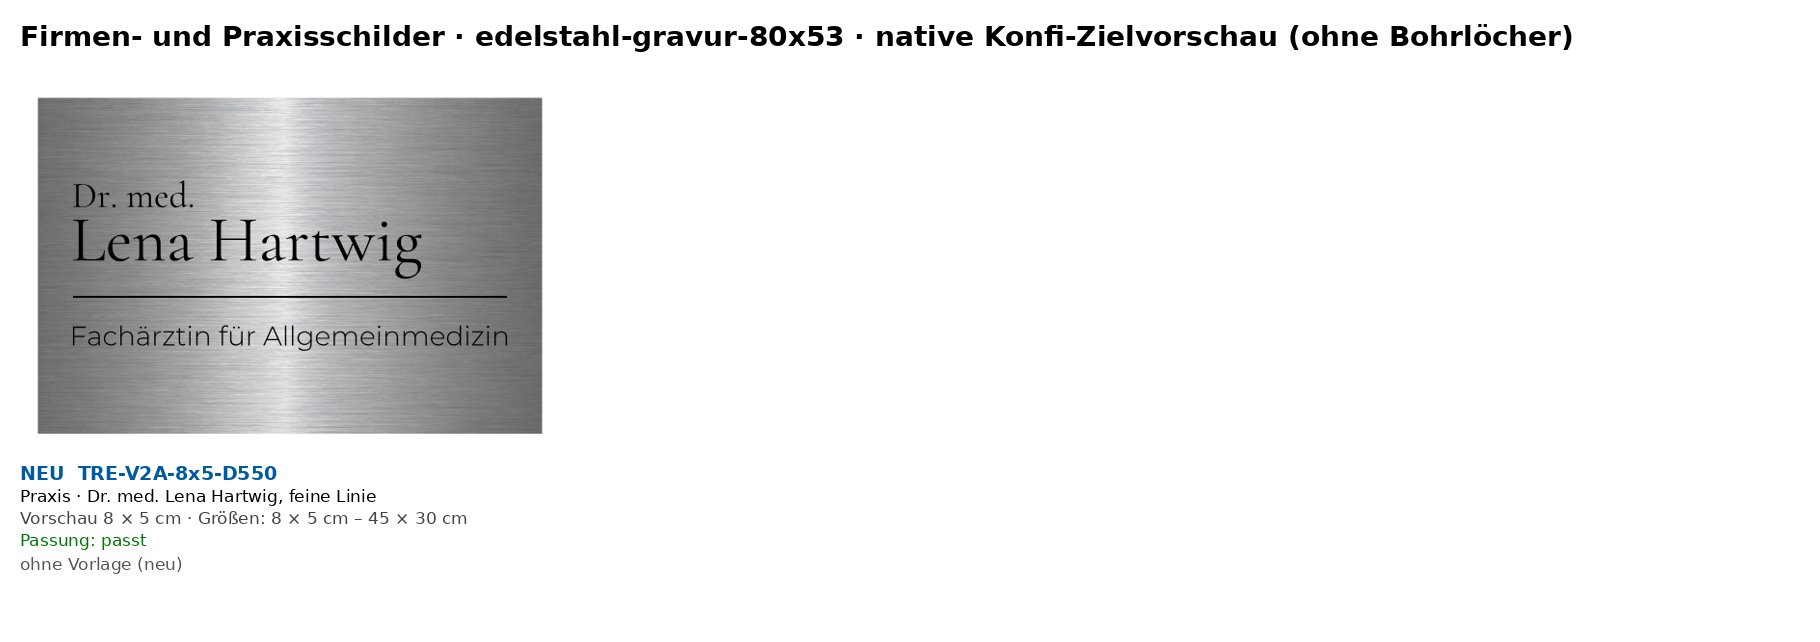 Firmen- und Praxisschilder · edelstahl-gravur-80x53 · native Konfi-Zielvorschau (ohne Bohrlöcher)
Dr. med.
Lena Hartwig
Fachärztin für Allgemeinmedizin
NEU  TRE-V2A-8x5-D550
Praxis · Dr. med. Lena Hartwig, feine Linie
Vorschau 8 × 5 cm · Größen: 8 × 5 cm – 45 × 30 cm
Passung: passt
ohne Vorlage (neu)